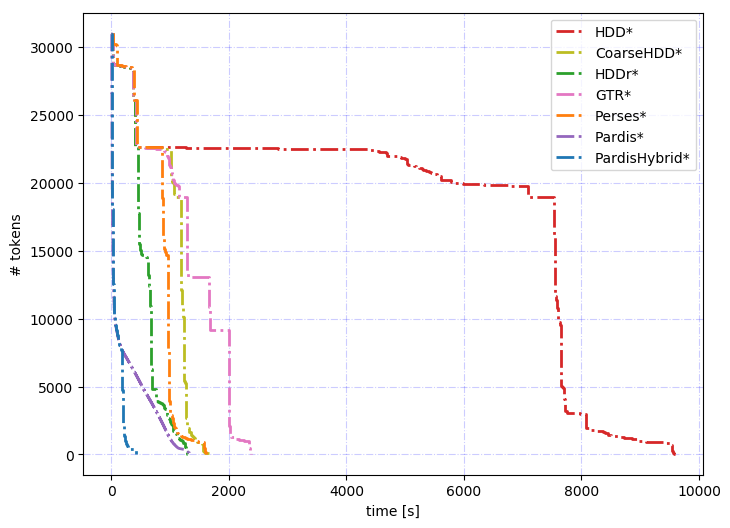 HDD*
CoarseHDD*
HDDr*
GTR*
Perses*
Pardis*
PardisHybrid*
# tokens
30000
25000
20000
15000
10000
5000
0
0 2000 4000 6000 8000 10000
time [s]